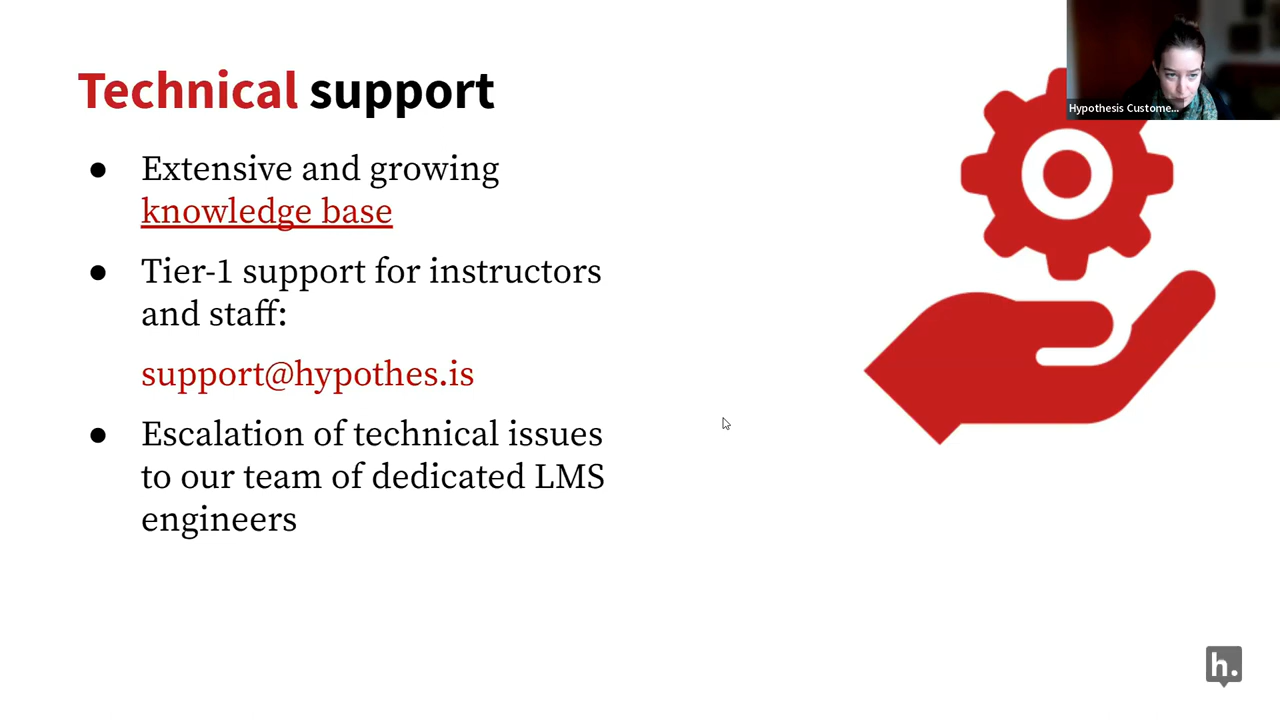 Technical support
Hypothesis Custome...
● Extensive and growing
knowledge base
● Tier-1 support for instructors
and staff:
support@hypothes.is
● Escalation of technical issues
to our team of dedicated LMS
engineers
h.